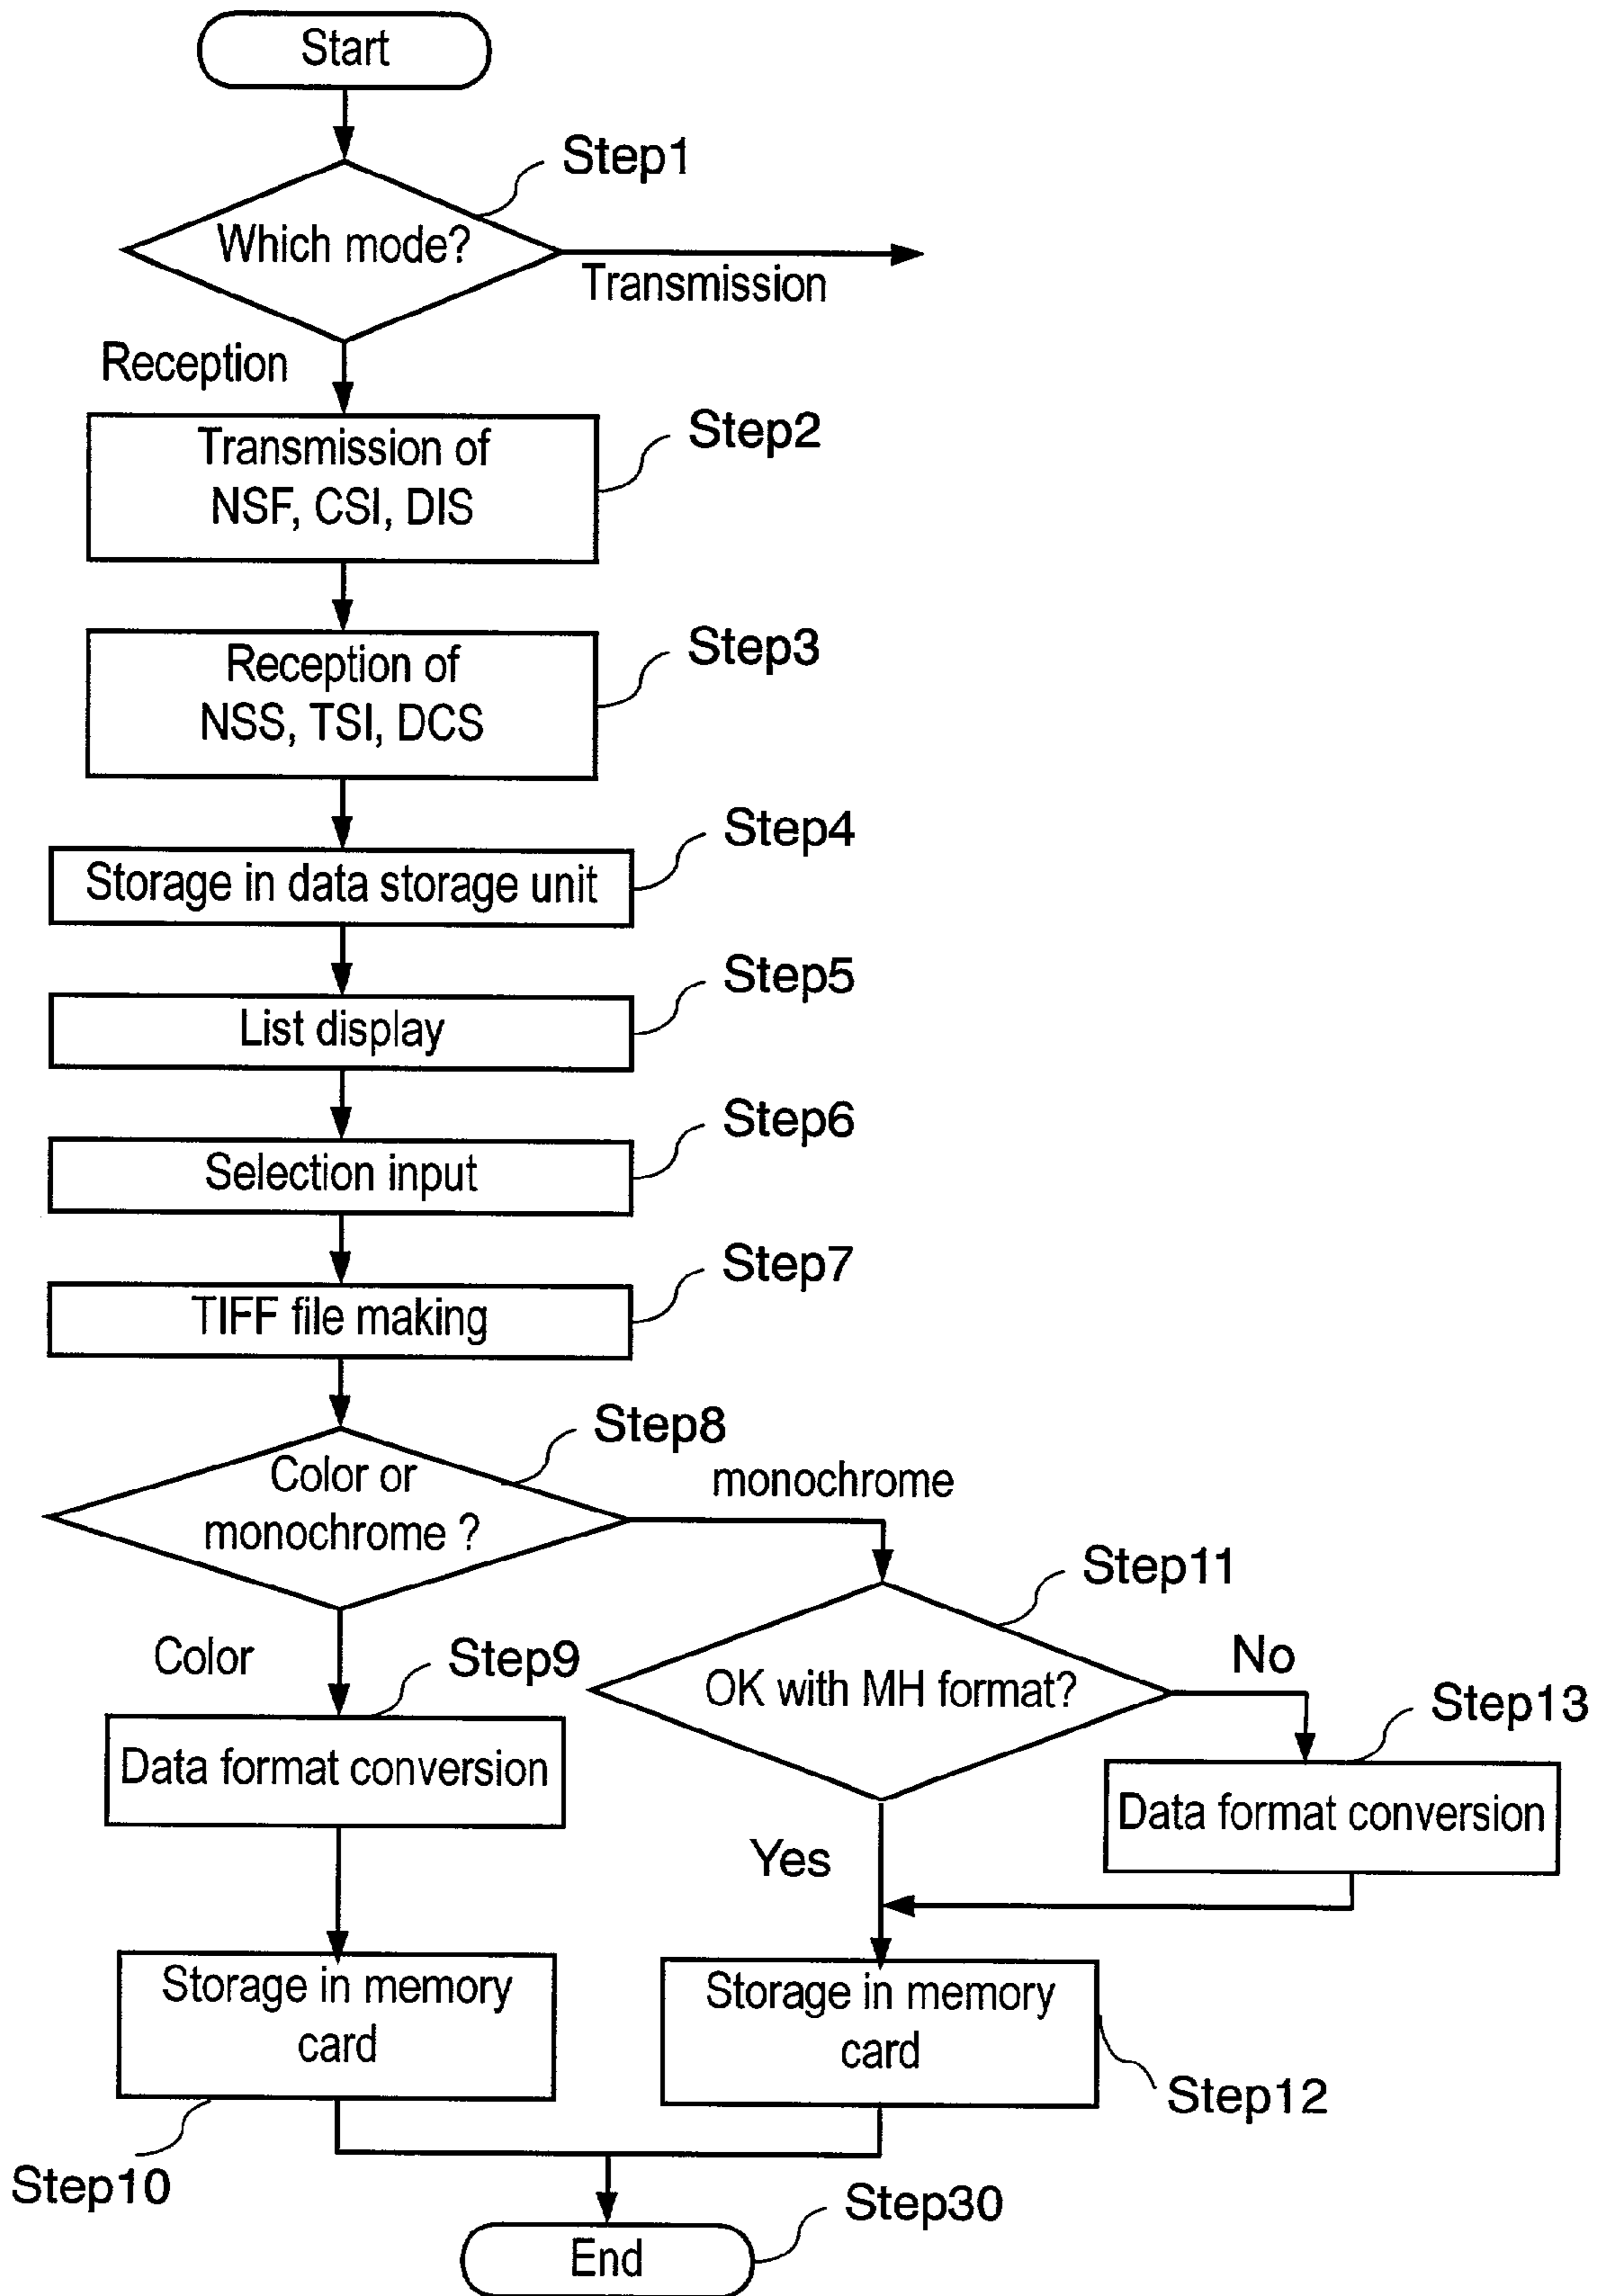 Start
Step1
Which mode?
Transmission
Reception
Step2
Transmission of
NSF, CSI, DIS
Step3
Reception of
NSS, TSI, DCS
Step4
Storage in data storage unit
Step5
List display
Step6
Selection input
Step7
TIFF file making
Step8
Color or
monochrome ?
monochrome
Step11
Color
Step9
OK with MH format?
No
Step13
Data format conversion
Data format conversion
Yes
Storage in memory
card
Storage in memory
card
Step12
Step10
Step30
End